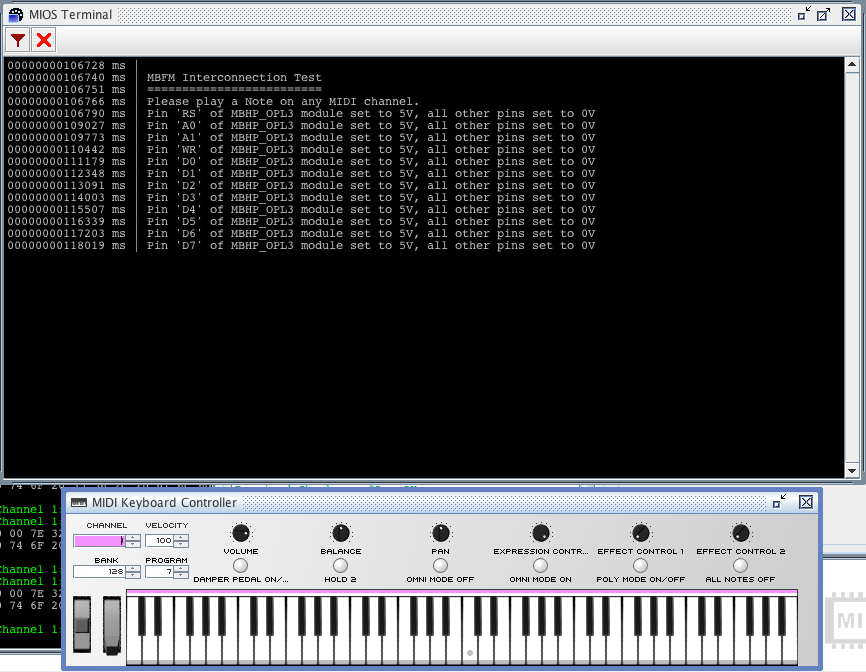 MIOS Terminal
00000000106728 ms |
00000000106740 ms | MBFM Interconnection Test
00000000106751 ms | =========================
00000000106766 ms | Please play a Note on any MIDI channel.
00000000106790 ms | Pin 'RS' of MBHP_OPL3 module set to 5V, all other pins set to 0V
00000000109027 ms | Pin 'A0' of MBHP_OPL3 module set to 5V, all other pins set to 0V
00000000109773 ms | Pin 'A1' of MBHP_OPL3 module set to 5V, all other pins set to 0V
00000000110442 ms | Pin 'WR' of MBHP_OPL3 module set to 5V, all other pins set to 0V
00000000111179 ms | Pin 'D0' of MBHP_OPL3 module set to 5V, all other pins set to 0V
00000000112348 ms | Pin 'D1' of MBHP_OPL3 module set to 5V, all other pins set to 0V
00000000113091 ms | Pin 'D2' of MBHP_OPL3 module set to 5V, all other pins set to 0V
00000000114003 ms | Pin 'D3' of MBHP_OPL3 module set to 5V, all other pins set to 0V
00000000115507 ms | Pin 'D4' of MBHP_OPL3 module set to 5V, all other pins set to 0V
00000000116339 ms | Pin 'D5' of MBHP_OPL3 module set to 5V, all other pins set to 0V
00000000117203 ms | Pin 'D6' of MBHP_OPL3 module set to 5V, all other pins set to 0V
00000000118019 ms | Pin 'D7' of MBHP_OPL3 module set to 5V, all other pins set to 0V
MIDI Keyboard Controller
CHANNEL VELOCITY
1 100
BANK PROGRAM
128 7
VOLUME BALANCE PAN EXPRESSION CONTR... EFFECT CONTROL 1 EFFECT CONTROL 2
DAMPER PEDAL ON/... HOLD 2 OMNI MODE OFF OMNI MODE ON POLY MODE ON/OFF ALL NOTES OFF
Channel 1
Channel 1
00 7E 32
74 6F 20
Channel 1
Channel 1
00 7E 32
74 6F 20
Channel 1
MI